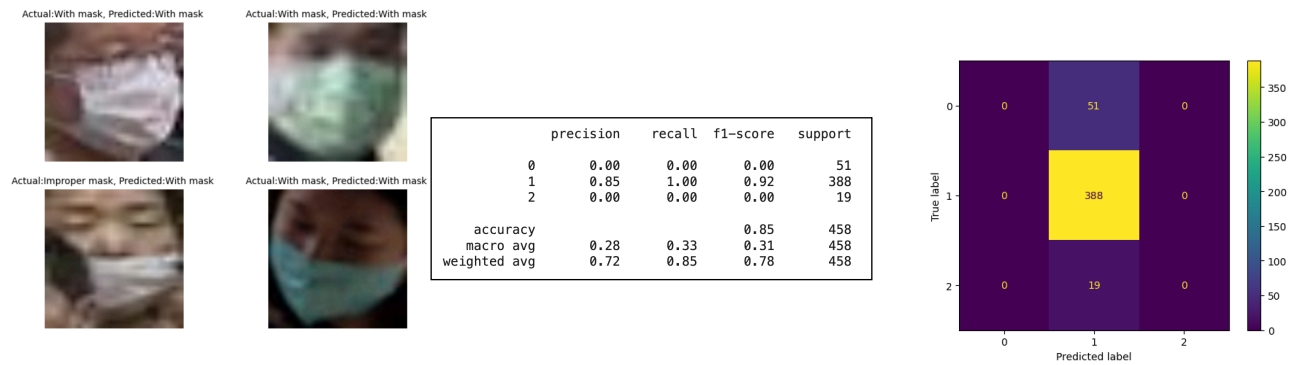 Actual:With mask, Predicted:With mask
Actual:With mask, Predicted:With mask
Actual:Improper mask, Predicted:With mask
Actual:With mask, Predicted:With mask
precision recall f1-score support
0 0.00 0.00 0.00 51
1 0.85 1.00 0.92 388
2 0.00 0.00 0.00 19
accuracy 0.85 458
macro avg 0.28 0.33 0.31 458
weighted avg 0.72 0.85 0.78 458
True label
0
1
2
0 51 0
0 388 0
0 19 0
0 1 2
Predicted label
350
300
250
200
150
100
50
0